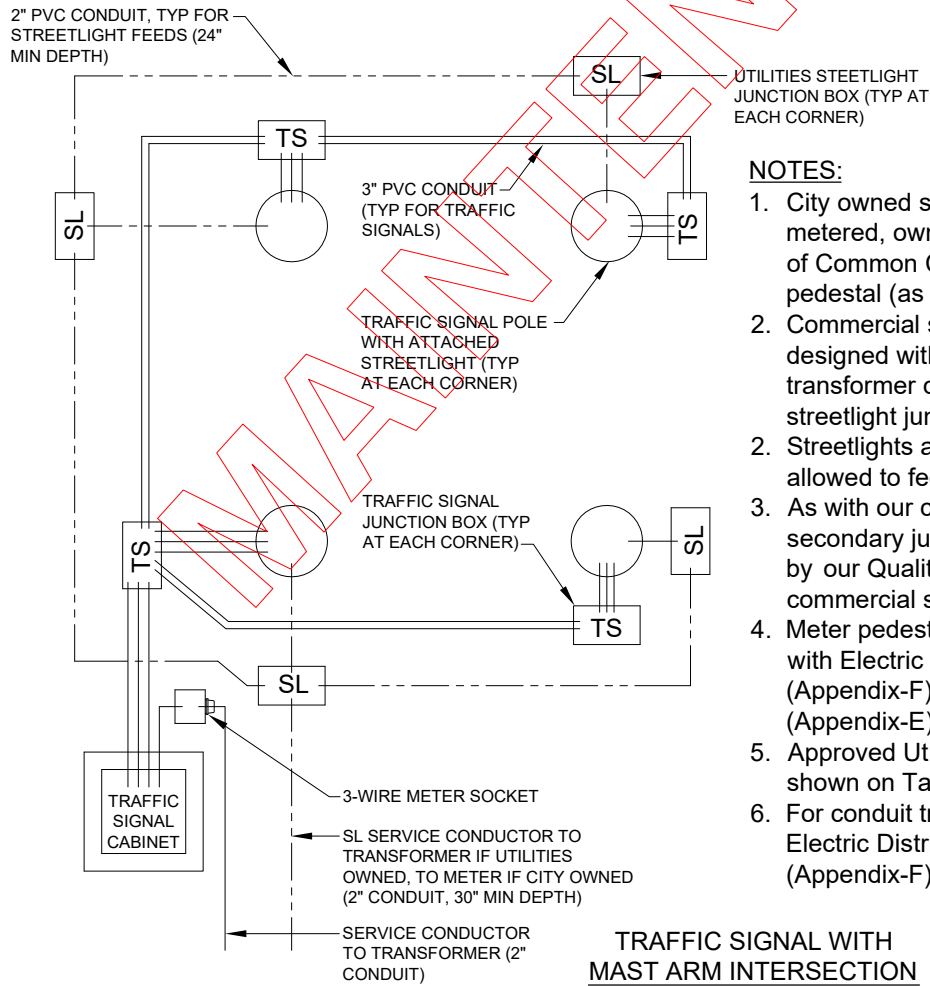 2" PVC CONDUIT, TYP FOR
STREETLIGHT FEEDS (24"
MIN DEPTH)
SL
UTILITIES STEETLIGHT
JUNCTION BOX (TYP AT
EACH CORNER)
TS
3" PVC CONDUIT
(TYP FOR TRAFFIC
SIGNALS)
SL
TS
TRAFFIC SIGNAL POLE
WITH ATTACHED
STREETLIGHT (TYP
AT EACH CORNER)
TRAFFIC SIGNAL
JUNCTION BOX (TYP
AT EACH CORNER)
TS
SL
TS
SL
TRAFFIC
SIGNAL
CABINET
3-WIRE METER SOCKET
SL SERVICE CONDUCTOR TO
TRANSFORMER IF UTILITIES
OWNED, TO METER IF CITY OWNED
(2" CONDUIT, 30" MIN DEPTH)
SERVICE CONDUCTOR
TO TRANSFORMER (2"
CONDUIT)
NOTES:
1. City owned s
metered, own
of Common C
pedestal (as
2. Commercial s
designed with
transformer o
streetlight jun
2. Streetlights a
allowed to fe
3. As with our o
secondary ju
by our Qualit
commercial s
4. Meter pedest
with Electric
(Appendix-F)
(Appendix-E)
5. Approved Ut
shown on Ta
6. For conduit tr
Electric Distr
(Appendix-F)
TRAFFIC SIGNAL WITH
MAST ARM INTERSECTION
MAINTEN